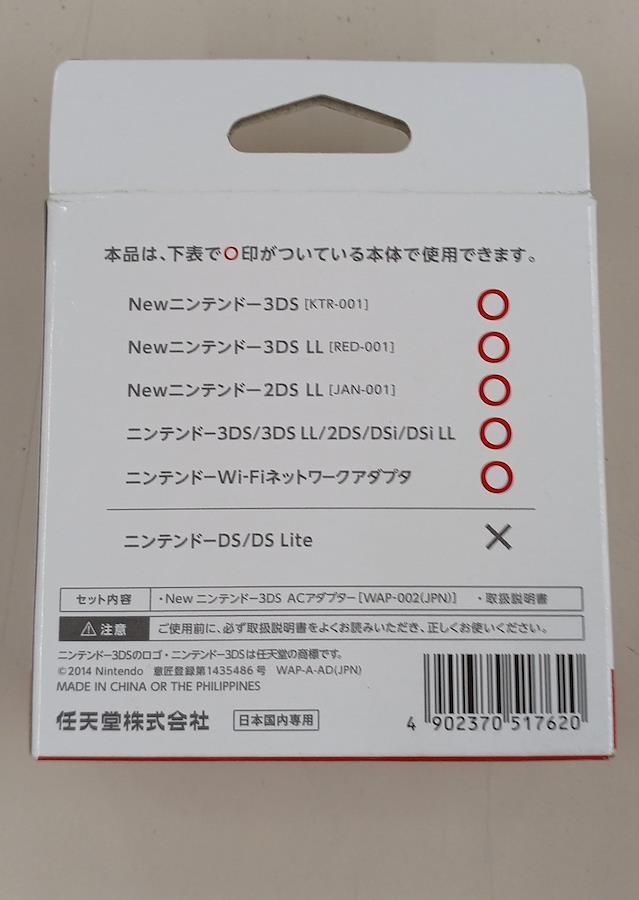 本品は、下表で○印がついている本体で使用できます。
Newニンテンドー3DS [KTR-001] ○
Newニンテンドー3DS LL [RED-001] ○
Newニンテンドー2DS LL [JAN-001] ○
ニンテンドー3DS/3DS LL/2DS/DSi/DSi LL ○
ニンテンドーWi-Fiネットワークアダプタ ○
ニンテンドーDS/DS Lite ×
セット内容 ・New ニンテンドー3DS ACアダプター[WAP-002(JPN)] ・取扱説明書
⚠注意 ご使用前に、必ず取扱説明書をよくお読みいただき、正しくお使いください。
ニンテンドー3DSのロゴ・ニンテンドー3DSは任天堂の商標です。
©2014 Nintendo 意匠登録第1435486号 WAP-A-AD(JPN)
MADE IN CHINA OR THE PHILIPPINES
任天堂株式会社 日本国内専用
4 902370 517620